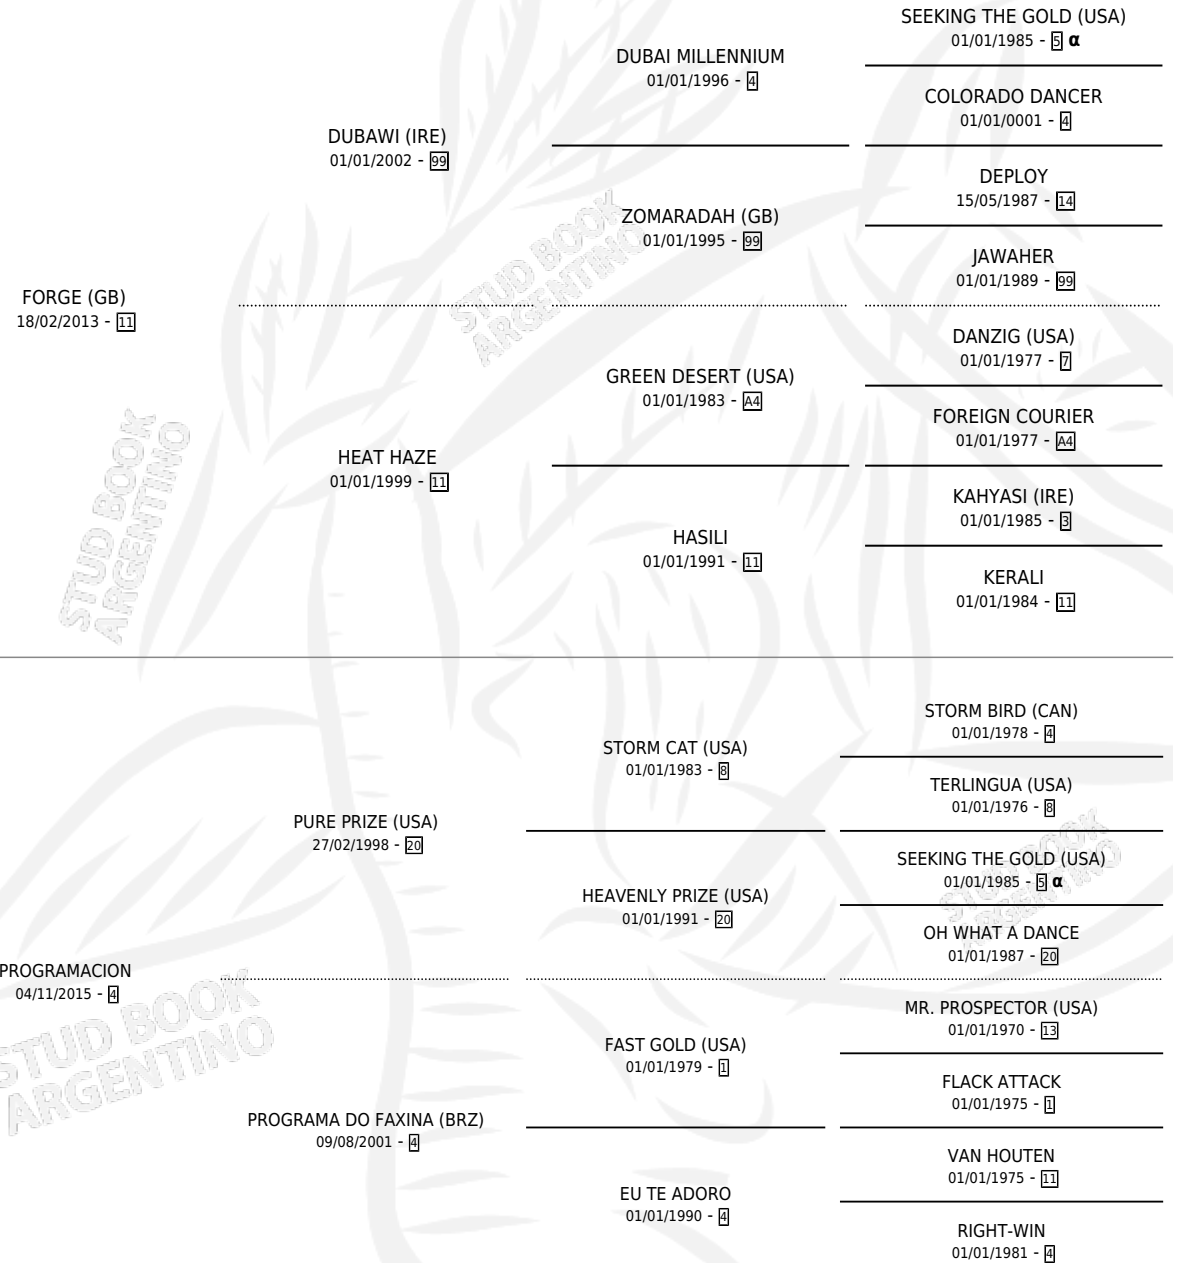 SEEKING THE GOLD (USA)
01/01/1985 - 5 α
DUBAI MILLENNIUM
01/01/1996 - 4
COLORADO DANCER
01/01/0001 - 4
DUBAWI (IRE)
01/01/2002 - 99
DEPLOY
15/05/1987 - 14
ZOMARADAH (GB)
01/01/1995 - 99
JAWAHER
01/01/1989 - 99
FORGE (GB)
18/02/2013 - 11
DANZIG (USA)
01/01/1977 - 7
GREEN DESERT (USA)
01/01/1983 - A4
FOREIGN COURIER
01/01/1977 - A4
HEAT HAZE
01/01/1999 - 11
KAHYASI (IRE)
01/01/1985 - 3
HASILI
01/01/1991 - 11
KERALI
01/01/1984 - 11
STUD BOOK
ARGENTINO
STUD BOOK
ARGENTINO
STORM BIRD (CAN)
01/01/1978 - 4
STORM CAT (USA)
01/01/1983 - 8
TERLINGUA (USA)
01/01/1976 - 8
PURE PRIZE (USA)
27/02/1998 - 20
SEEKING THE GOLD (USA)
01/01/1985 - 5 α
HEAVENLY PRIZE (USA)
01/01/1991 - 20
OH WHAT A DANCE
01/01/1987 - 20
PROGRAMACION
04/11/2015 - 4
MR. PROSPECTOR (USA)
01/01/1970 - 13
FAST GOLD (USA)
01/01/1979 - 1
FLACK ATTACK
01/01/1975 - 1
PROGRAMA DO FAXINA (BRZ)
09/08/2001 - 4
VAN HOUTEN
01/01/1975 - 11
EU TE ADORO
01/01/1990 - 4
RIGHT-WIN
01/01/1981 - 4
STUD BOOK
ARGENTINO
STUD BOOK
ARGENTINO